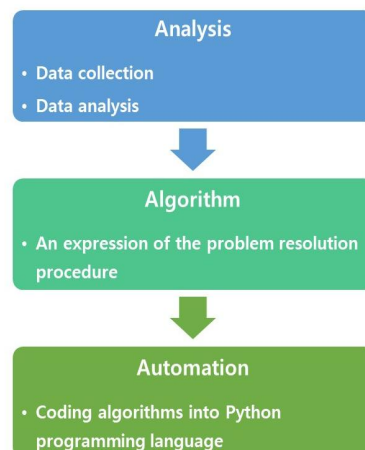 Analysis
• Data collection
• Data analysis
Algorithm
• An expression of the problem resolution
procedure
Automation
• Coding algorithms into Python
programming language